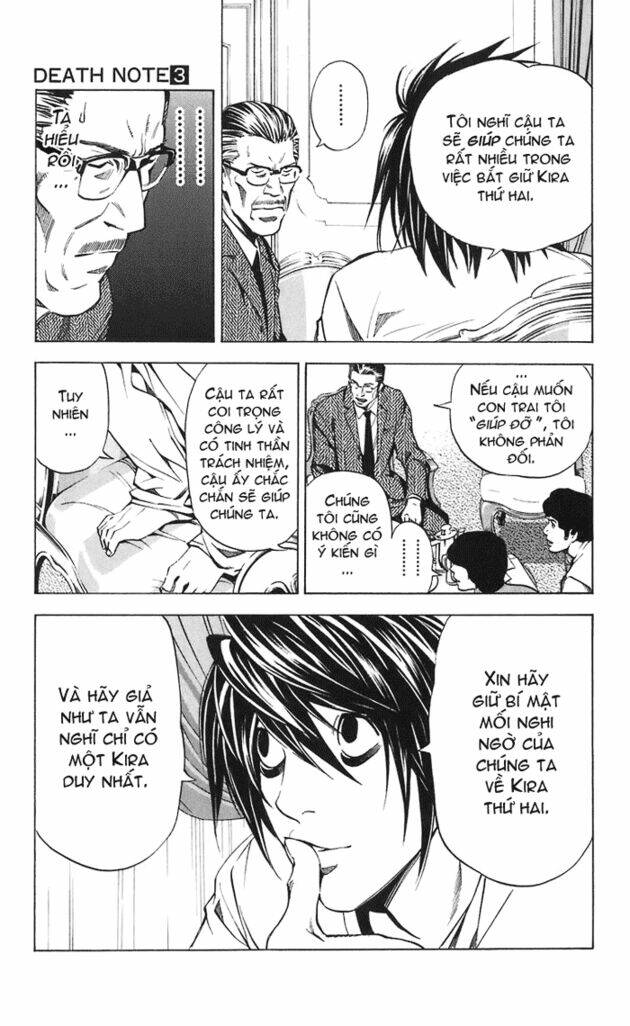 DEATH NOTE 3
TÔI NGHĨ CẬU TA
SẼ GIÚP CHÚNG TA
RẤT NHIỀU TRONG
VIỆC BẮT GIỮ KIRA
THỨ HAI.
.........
............
TA
HIỂU
RỒI
...
...
NẾU CẬU MUỐN
CON TRAI TÔI
“GIÚP ĐỠ”, TÔI
KHÔNG PHẢN
ĐỐI.
.........
CHÚNG
TÔI CŨNG
KHÔNG CÓ
Ý KIẾN GÌ
...
CẬU TA RẤT
COI TRỌNG
CÔNG LÝ VÀ
CÓ TINH THẦN
TRÁCH NHIỆM,
CẬU ẤY CHẮC
CHẮN SẼ GIÚP
CHÚNG TA.
TUY
NHIÊN
...
XIN HÃY
GIỮ BÍ MẬT
MỐI NGHI
NGỜ CỦA
CHÚNG TA
VỀ KIRA
THỨ HAI.
VÀ HÃY GIẢ
NHƯ TA VẪN
NGHĨ CHỈ CÓ
MỘT KIRA
DUY NHẤT.